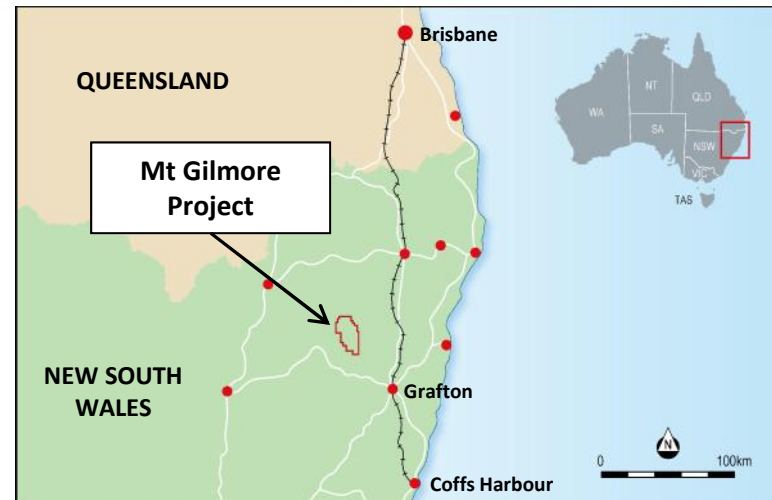 Brisbane
QUEENSLAND
Mt Gilmore
Project
NEW SOUTH
WALES
Grafton
Coffs Harbour
WA
NT
QLD
SA
NSW
VIC
TAS
N
0
100km